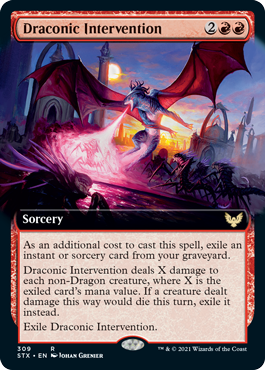 Draconic Intervention 2
Sorcery
As an additional cost to cast this spell, exile an
instant or sorcery card from your graveyard.
Draconic Intervention deals X damage to
each non-Dragon creature, where X is the
exiled card's mana value. If a creature dealt
damage this way would die this turn, exile it
instead.
Exile Draconic Intervention.
309 R
STX • EN Johan Grenier
™ & © 2021 Wizards of the Coast